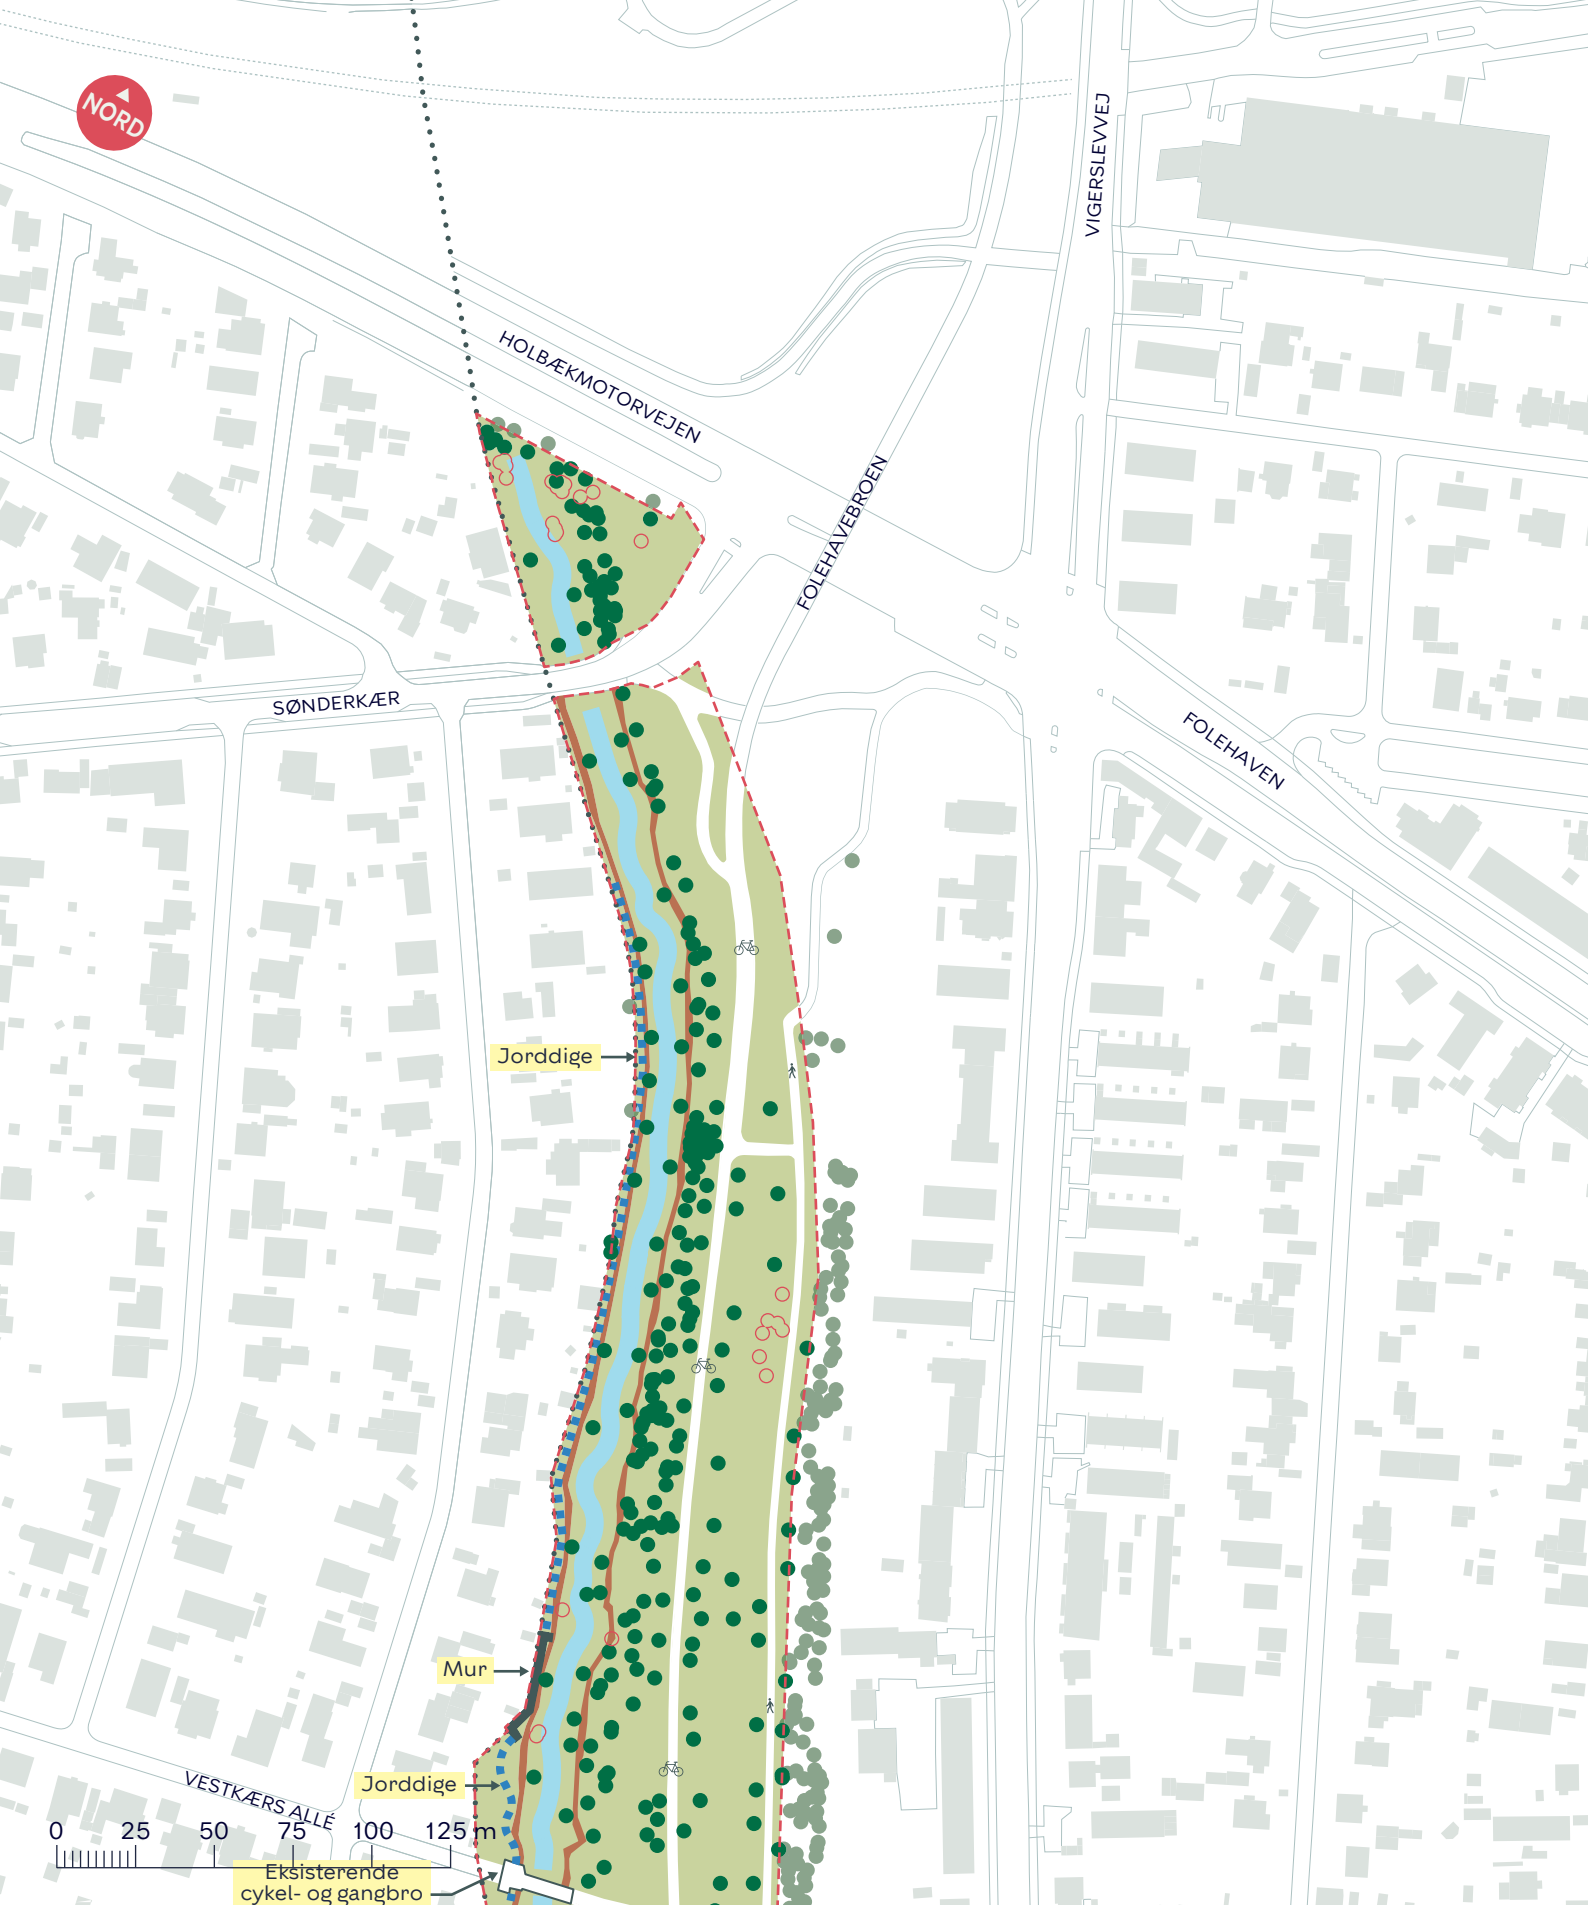 NORD
VIGERSLEVVEJ
HOLBÆKMOTORVEJEN
FOLEHAVEBROEN
SØNDERKÆR
FOLEHAVEN
Jorddige
Mur
Jorddige
VESTKÆRS ALLÉ
0 25 50 75 100 125 m
Eksisterende
cykel- og gangbro